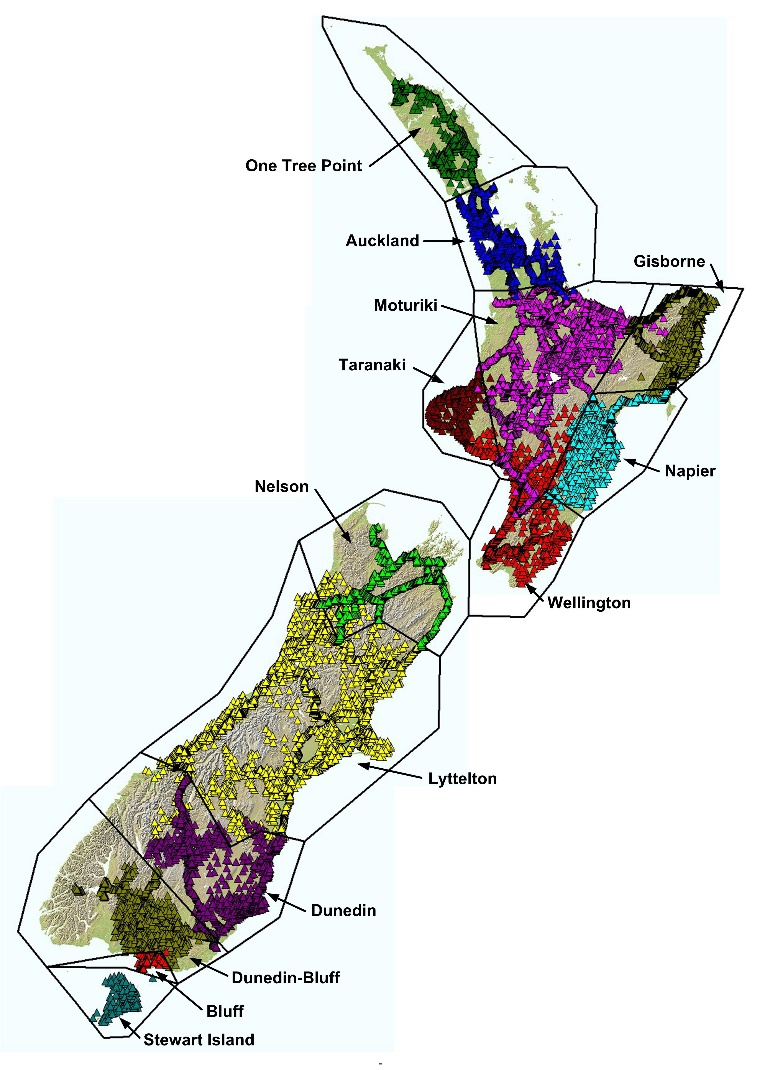 One Tree Point
Auckland
Gisborne
Moturiki
Taranaki
Napier
Nelson
Wellington
Lyttelton
Dunedin
Dunedin-Bluff
Bluff
Stewart Island